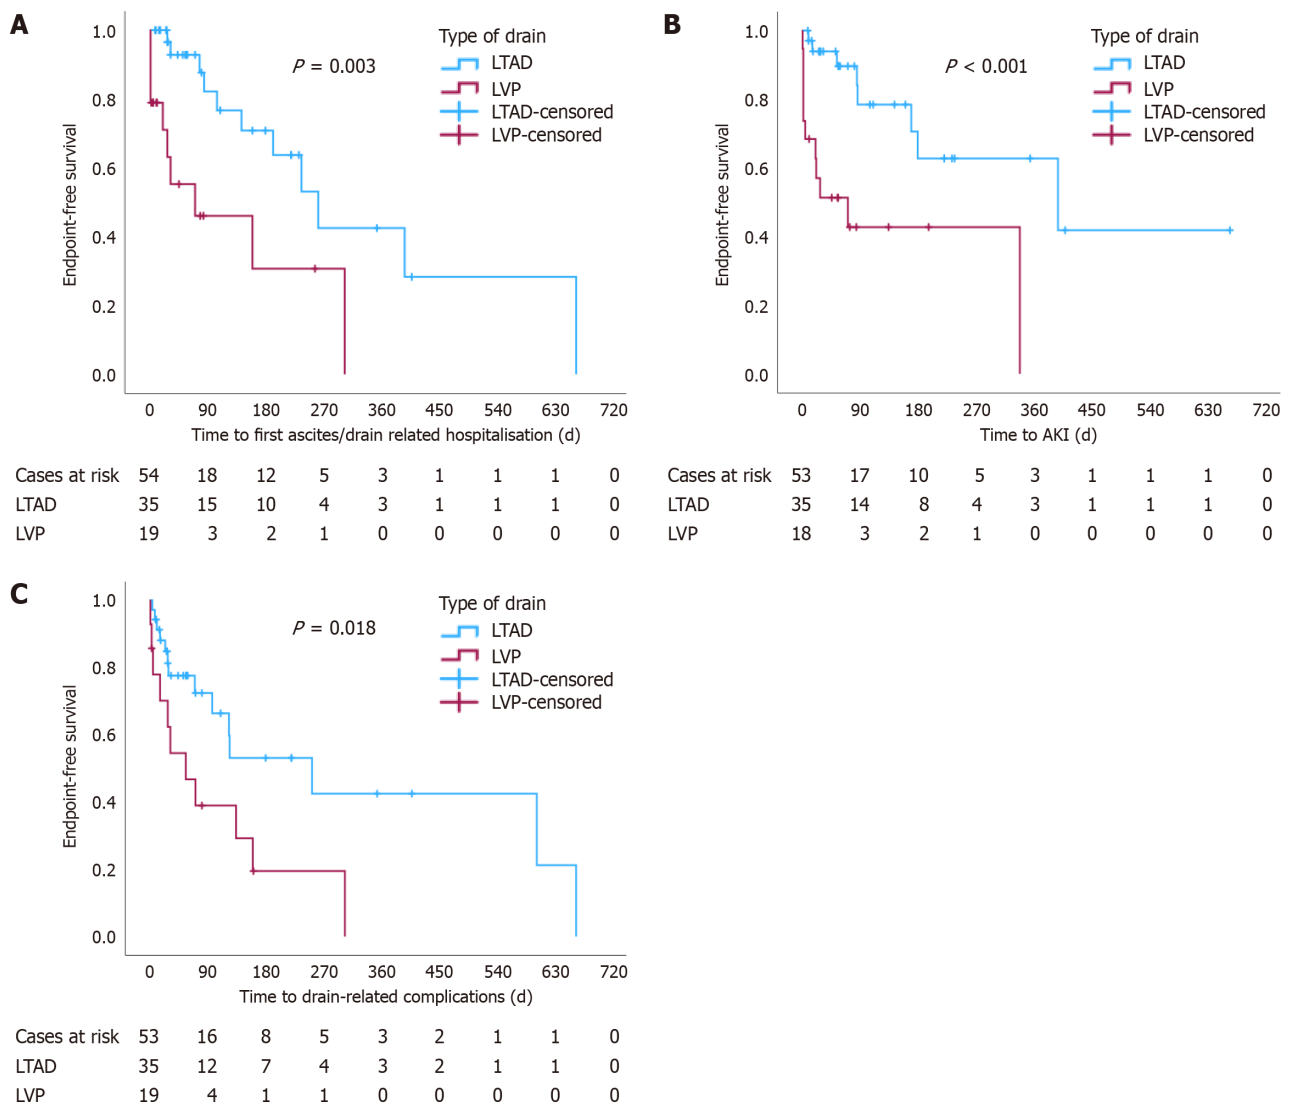 A
1.0
0.8
0.6
0.4
0.2
0.0
Endpoint-free survival
P = 0.003
Type of drain
LTAD
LVP
LTAD-censored
LVP-censored
0 90 180 270 360 450 540 630 720
Time to first ascites/drain related hospitalisation (d)
Cases at risk 54 18 12 5 3 1 1 1 0
LTAD 35 15 10 4 3 1 1 1 0
LVP 19 3 2 1 0 0 0 0 0
B
1.0
0.8
0.6
0.4
0.2
0.0
Endpoint-free survival
P < 0.001
Type of drain
LTAD
LVP
LTAD-censored
LVP-censored
0 90 180 270 360 450 540 630 720
Time to AKI (d)
Cases at risk 53 17 10 5 3 1 1 1 0
LTAD 35 14 8 4 3 1 1 1 0
LVP 18 3 2 1 0 0 0 0 0
C
1.0
0.8
0.6
0.4
0.2
0.0
Endpoint-free survival
P = 0.018
Type of drain
LTAD
LVP
LTAD-censored
LVP-censored
0 90 180 270 360 450 540 630 720
Time to drain-related complications (d)
Cases at risk 53 16 8 5 3 2 1 1 0
LTAD 35 12 7 4 3 2 1 1 0
LVP 19 4 1 1 0 0 0 0 0